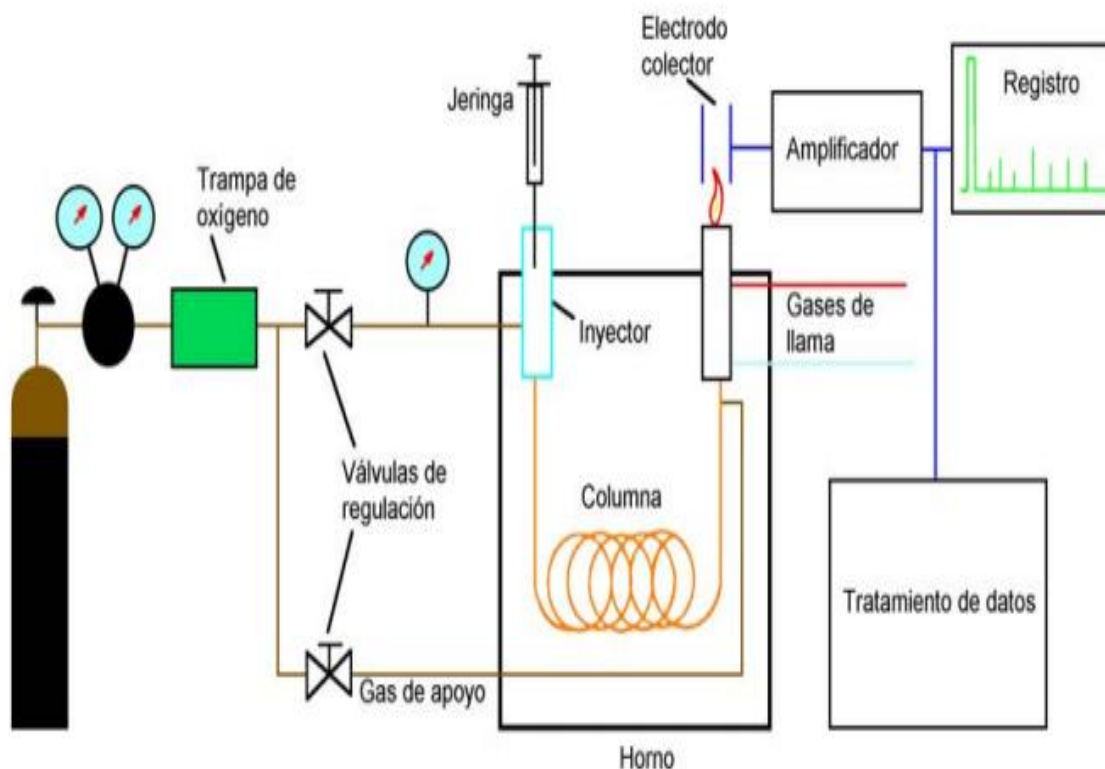 Electrodo
colector
Jeringa
Registro
Amplificador
Trampa de
oxígeno
Inyector
Gases de
llama
Válvulas de
regulación
Columna
Tratamiento de datos
Gas de apoyo
Horno